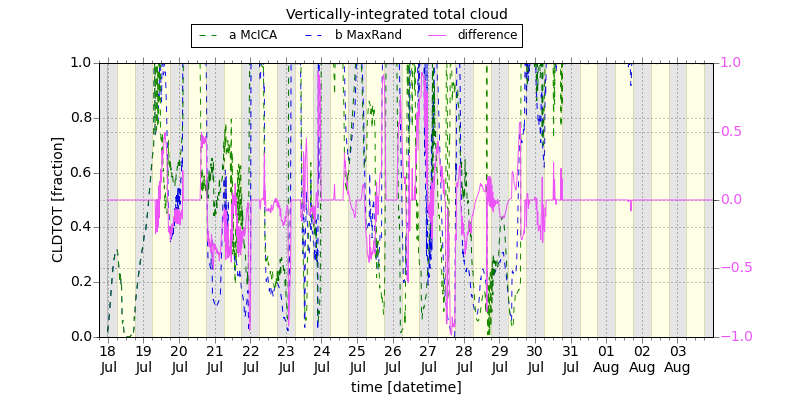 Vertically-integrated total cloud
a McICA b MaxRand difference
1.0 1.0
0.8 0.5
0.6
0.0
0.4
−0.5
0.2
0.0 −1.0
CLDTOT [fraction]
18 19 20 21 22 23 24 25 26 27 28 29 30 31 01 02 03
Jul Jul Jul Jul Jul Jul Jul Jul Jul Jul Jul Jul Jul Jul Aug Aug Aug
time [datetime]